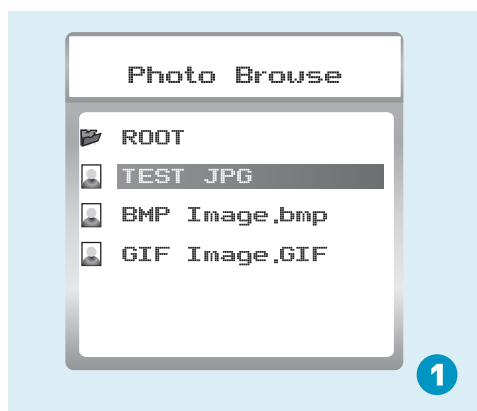 Photo Browse
ROOT
TEST JPG
BMP Image.bmp
GIF Image.GIF
1